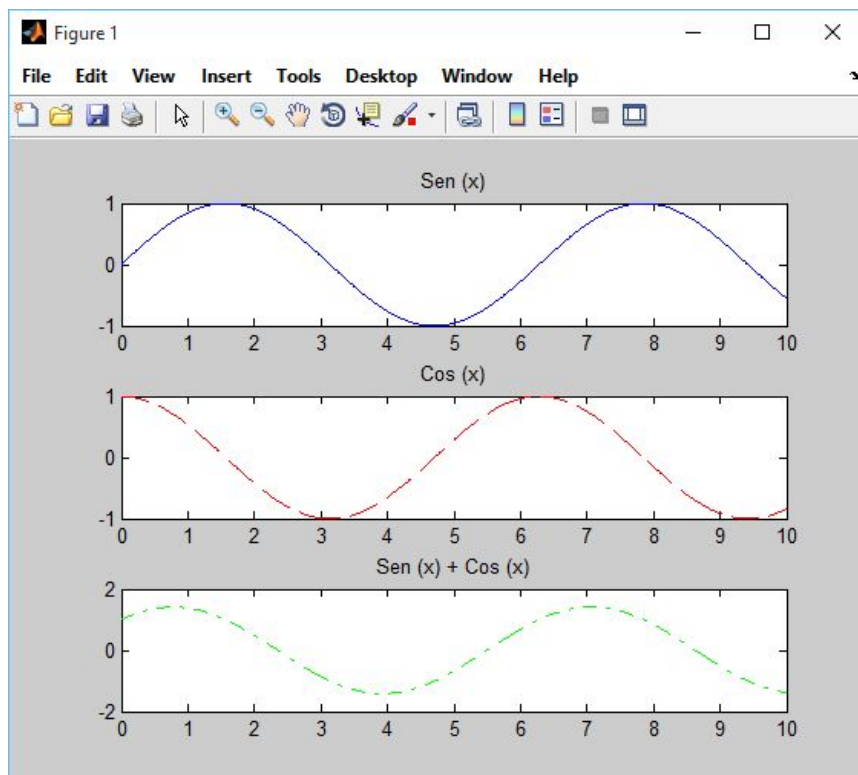 Figure 1
File Edit View Insert Tools Desktop Window Help
Sen (x)
1
0
-1
0 1 2 3 4 5 6 7 8 9 10
Cos (x)
1
0
-1
0 1 2 3 4 5 6 7 8 9 10
Sen (x) + Cos (x)
2
0
-2
0 1 2 3 4 5 6 7 8 9 10